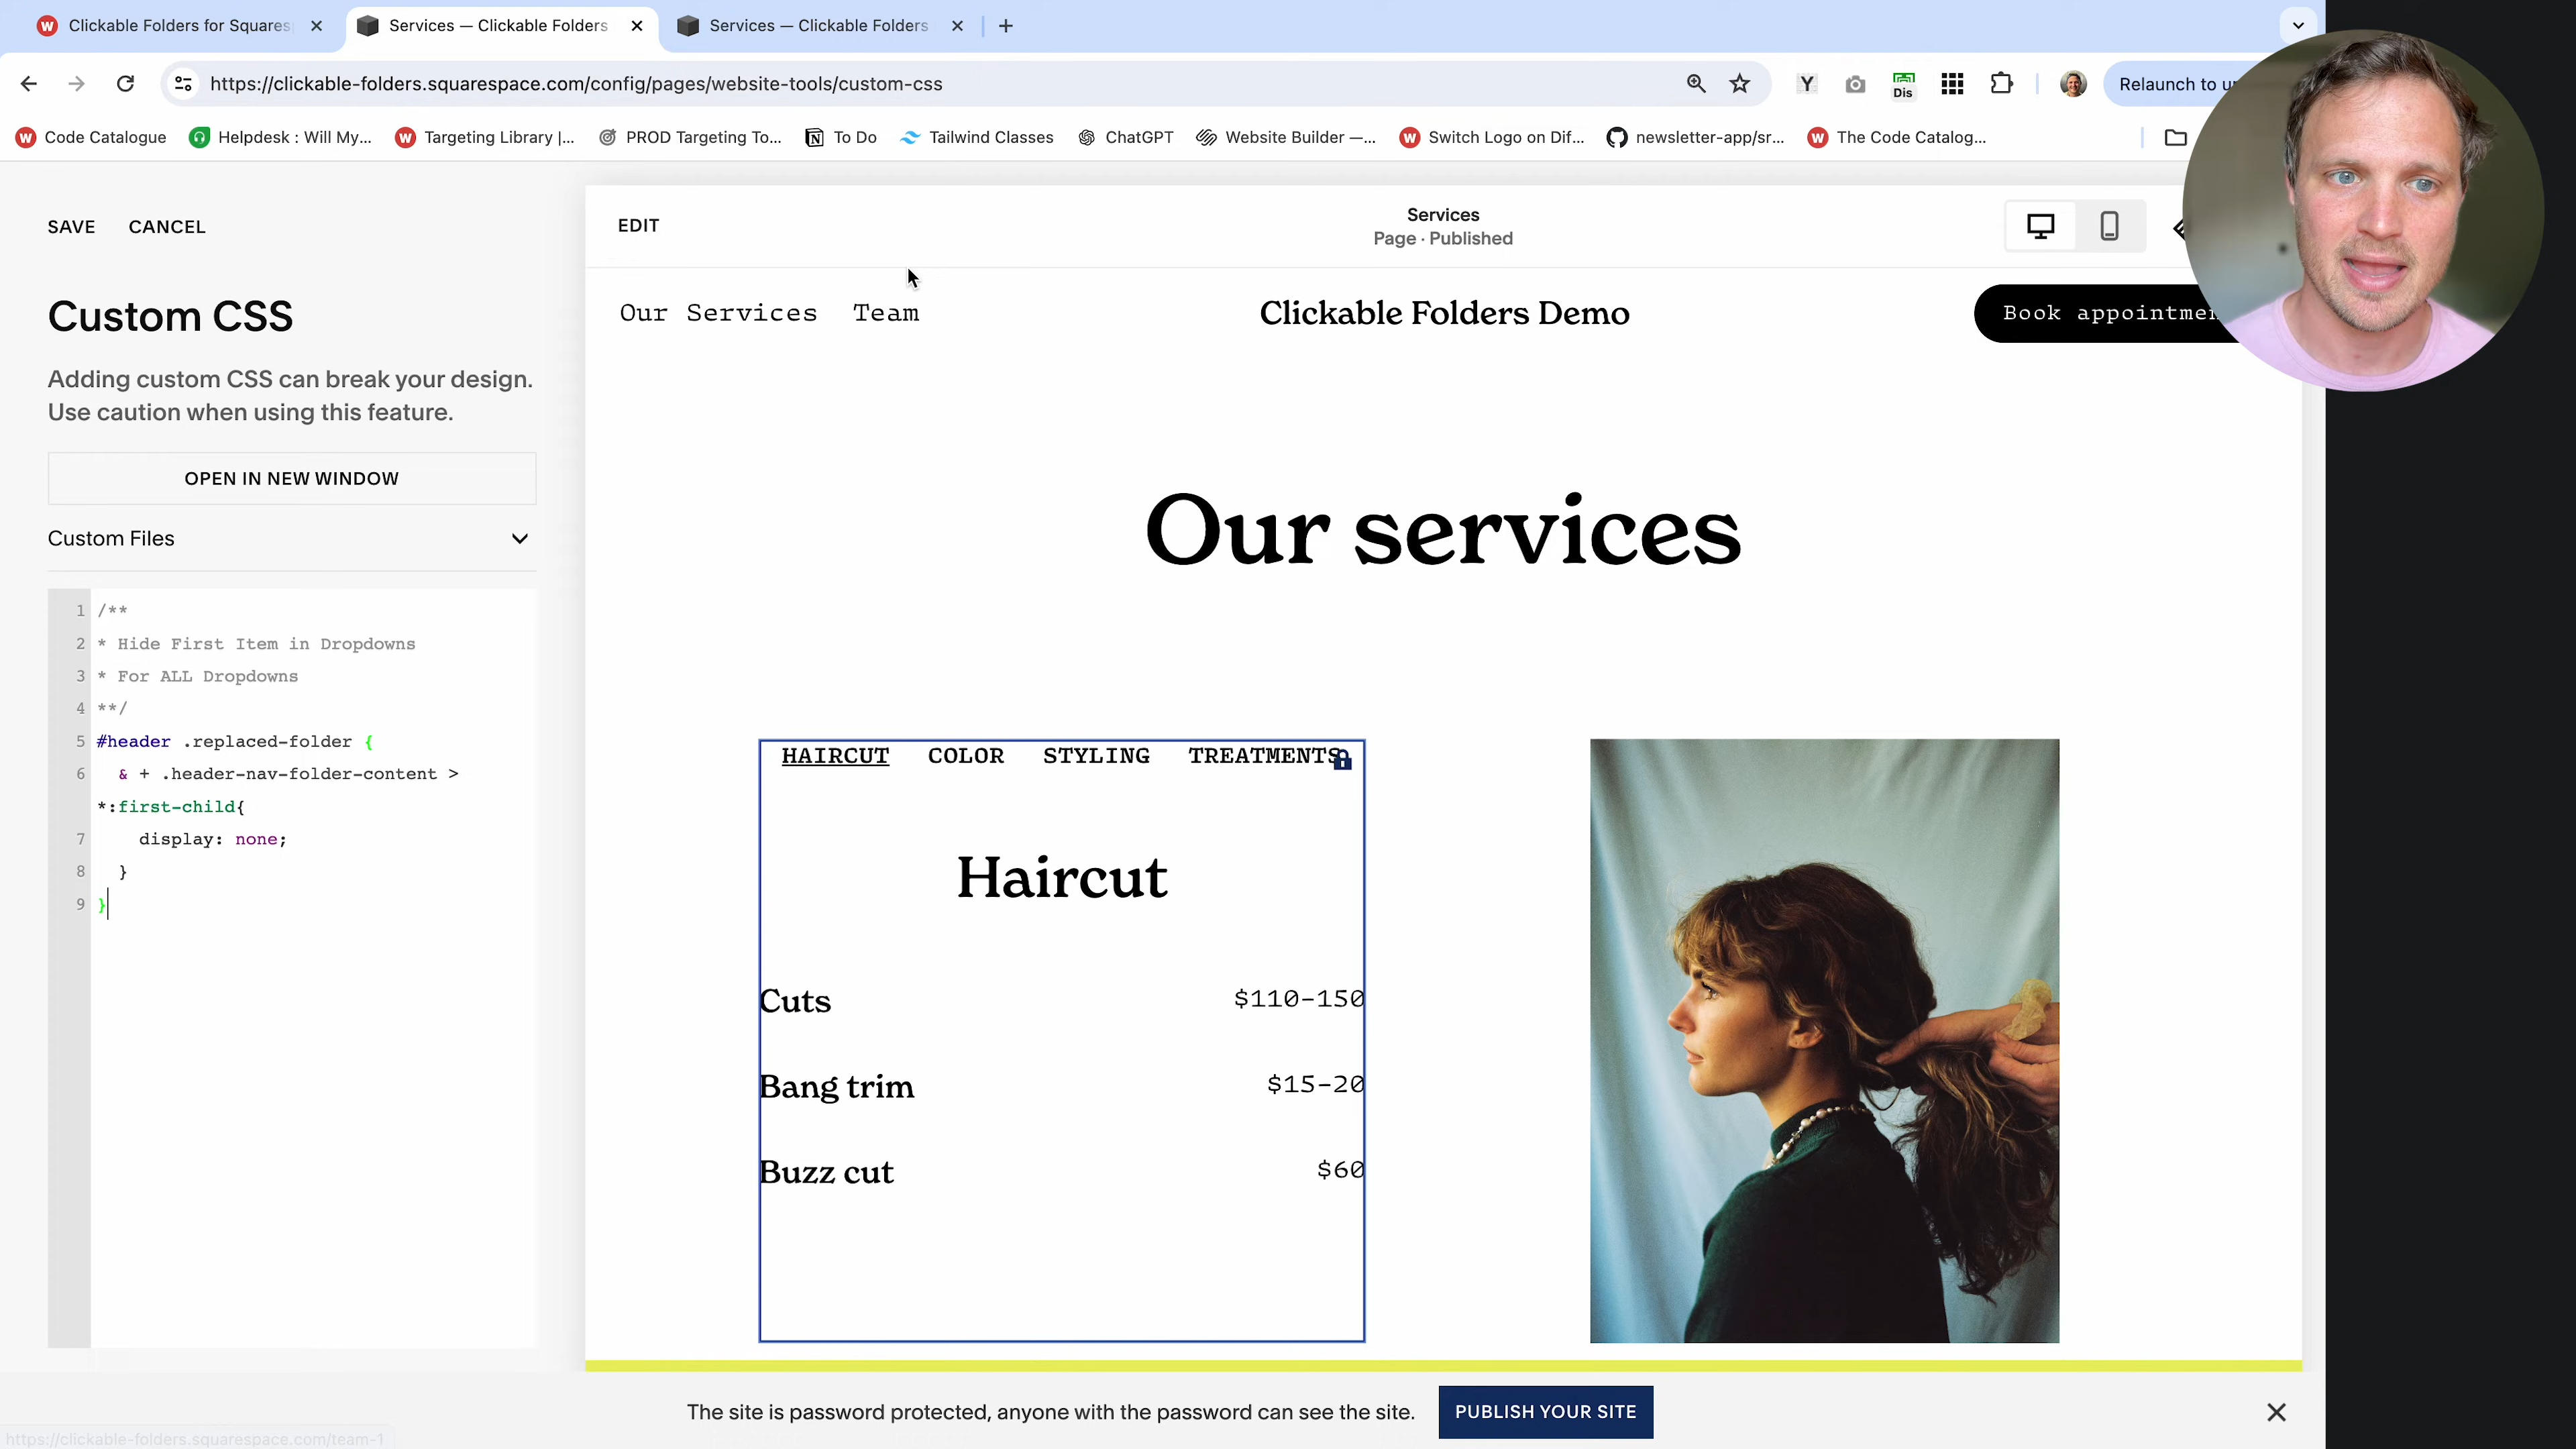 Clickable Folders for Squares
Services — Clickable Folders
Services — Clickable Folders
https://clickable-folders.squarespace.com/config/pages/website-tools/custom-css
Y
Dis
Relaunch to u
Code Catalogue
Helpdesk : Will My...
Targeting Library |...
PROD Targeting To...
To Do
Tailwind Classes
ChatGPT
Website Builder —...
Switch Logo on Dif...
newsletter-app/sr...
The Code Catalog...
SAVE CANCEL
EDIT
Services
Page · Published
Custom CSS
Adding custom CSS can break your design.
Use caution when using this feature.
OPEN IN NEW WINDOW
Custom Files
1 /**
2 * Hide First Item in Dropdowns
3 * For ALL Dropdowns
4 **/
5 #header .replaced-folder {
6 & + .header-nav-folder-content >
*:first-child{
7 display: none;
8 }
9 }
Our Services Team
Clickable Folders Demo
Book appointmen
Our services
HAIRCUT COLOR STYLING TREATMENTS
Haircut
Cuts $110–150
Bang trim $15–20
Buzz cut $60
The site is password protected, anyone with the password can see the site.
PUBLISH YOUR SITE
https://clickable-folders.squarespace.com/team-1